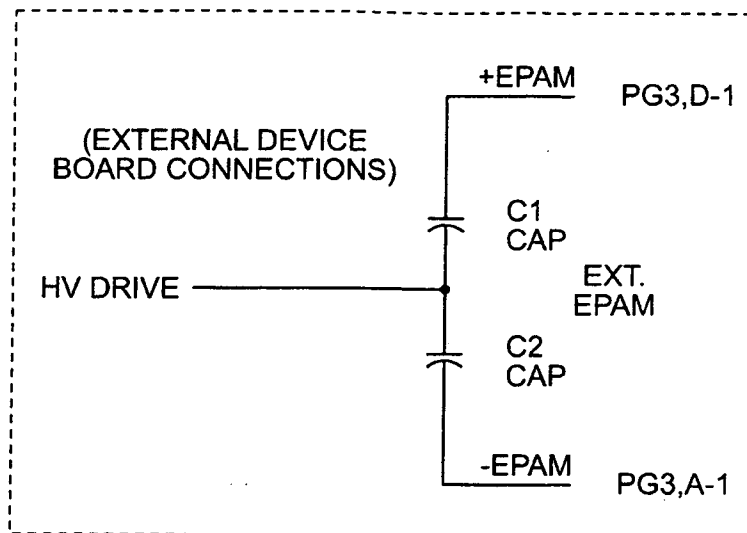 +EPAM
PG3,D-1
(EXTERNAL DEVICE
BOARD CONNECTIONS)
C1
CAP
HV DRIVE
EXT.
EPAM
C2
CAP
-EPAM
PG3,A-1